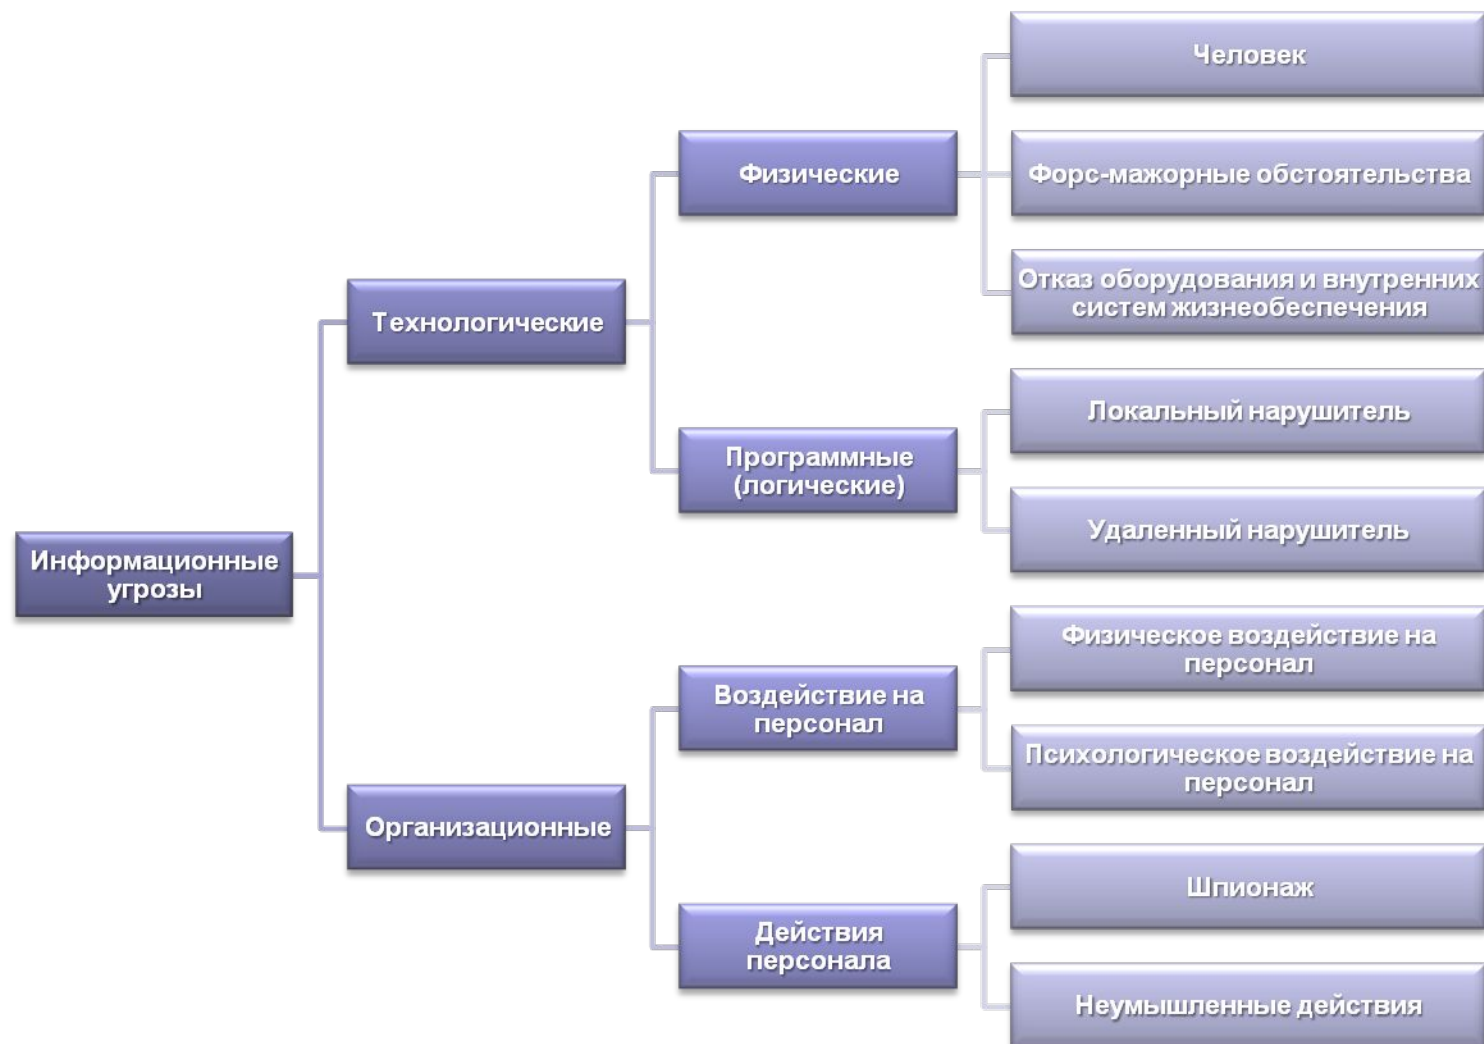 Человек
Физические
Форс-мажорные обстоятельства
Отказ оборудования и внутренних
систем жизнеобеспечения
Технологические
Локальный нарушитель
Программные
(логические)
Удаленный нарушитель
Информационные
угрозы
Физическое воздействие на
персонал
Воздействие на
персонал
Психологическое воздействие на
персонал
Организационные
Шпионаж
Действия
персонала
Неумышленные действия